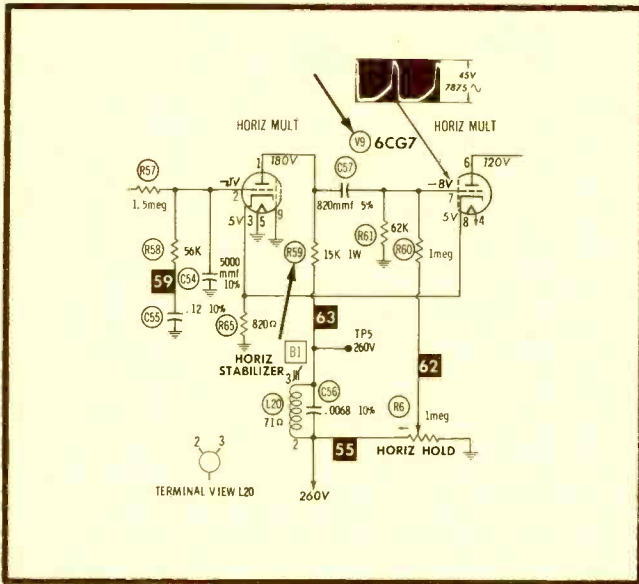 45V
7875 ∿
HORIZ MULT
V9 6CG7
HORIZ MULT
R57
1.5meg
1
180V
2
5V
3
5
9
C57
820mmf 5%
-8V
6
120V
7
5V
8
4
R58
56K
59
C54
5000
mmf
10%
R59
15K 1W
R61
62K
R60
1meg
C55
.12 10%
R65
820Ω
HORIZ
STABILIZER
63
B1
TP5
260V
62
3
L20
71Ω
2
C56
.0068 10%
R6
1meg
55
HORIZ HOLD
2 3
TERMINAL VIEW L20
260V